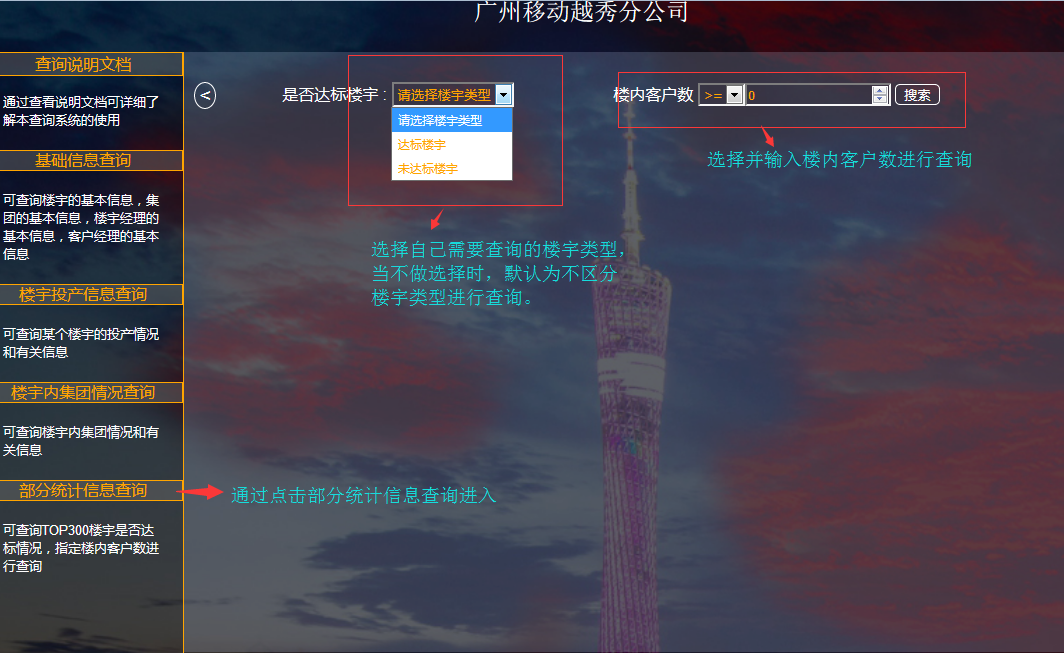 广州移动越秀分公司
查询说明文档
通过查看说明文档可详细了
解本查询系统的使用
基础信息查询
可查询楼宇的基本信息，集
团的基本信息，楼宇经理的
基本信息，客户经理的基本
信息
楼宇投产信息查询
可查询某个楼宇的投产情况
和有关信息
楼宇内集团情况查询
可查询楼宇内集团情况和有
关信息
部分统计信息查询
可查询TOP300楼宇是否达
标情况，指定楼内客户数进
行查询
<
是否达标楼宇 : 请选择楼宇类型
请选择楼宇类型
达标楼宇
未达标楼宇
楼内客户数 >= 0 搜索
选择并输入楼内客户数进行查询
选择自己需要查询的楼宇类型，
当不做选择时，默认为不区分
楼宇类型进行查询。
通过点击部分统计信息查询进入